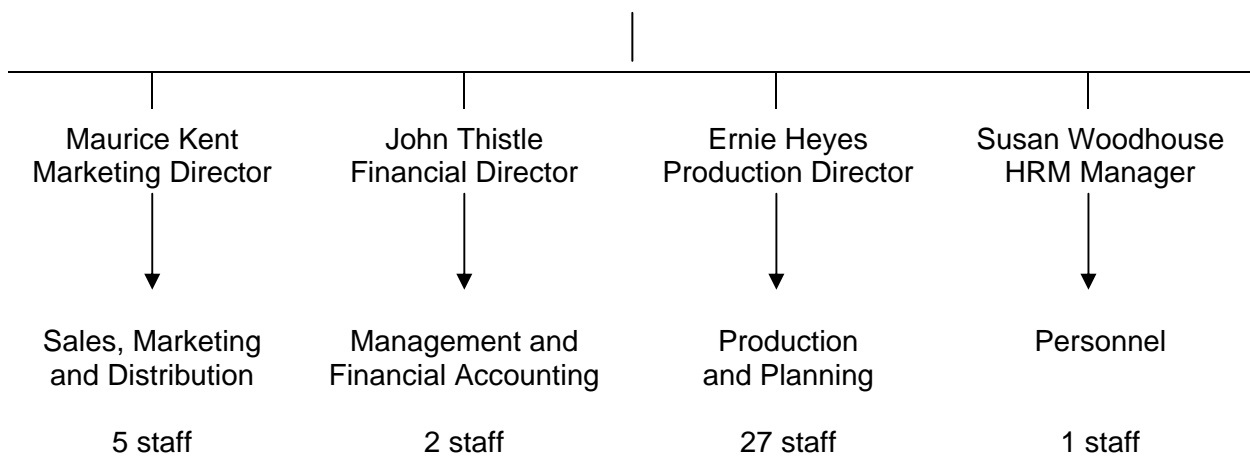 Maurice Kent
Marketing Director
John Thistle
Financial Director
Ernie Heyes
Production Director
Susan Woodhouse
HRM Manager
Sales, Marketing
and Distribution
Management and
Financial Accounting
Production
and Planning
Personnel
5 staff
2 staff
27 staff
1 staff